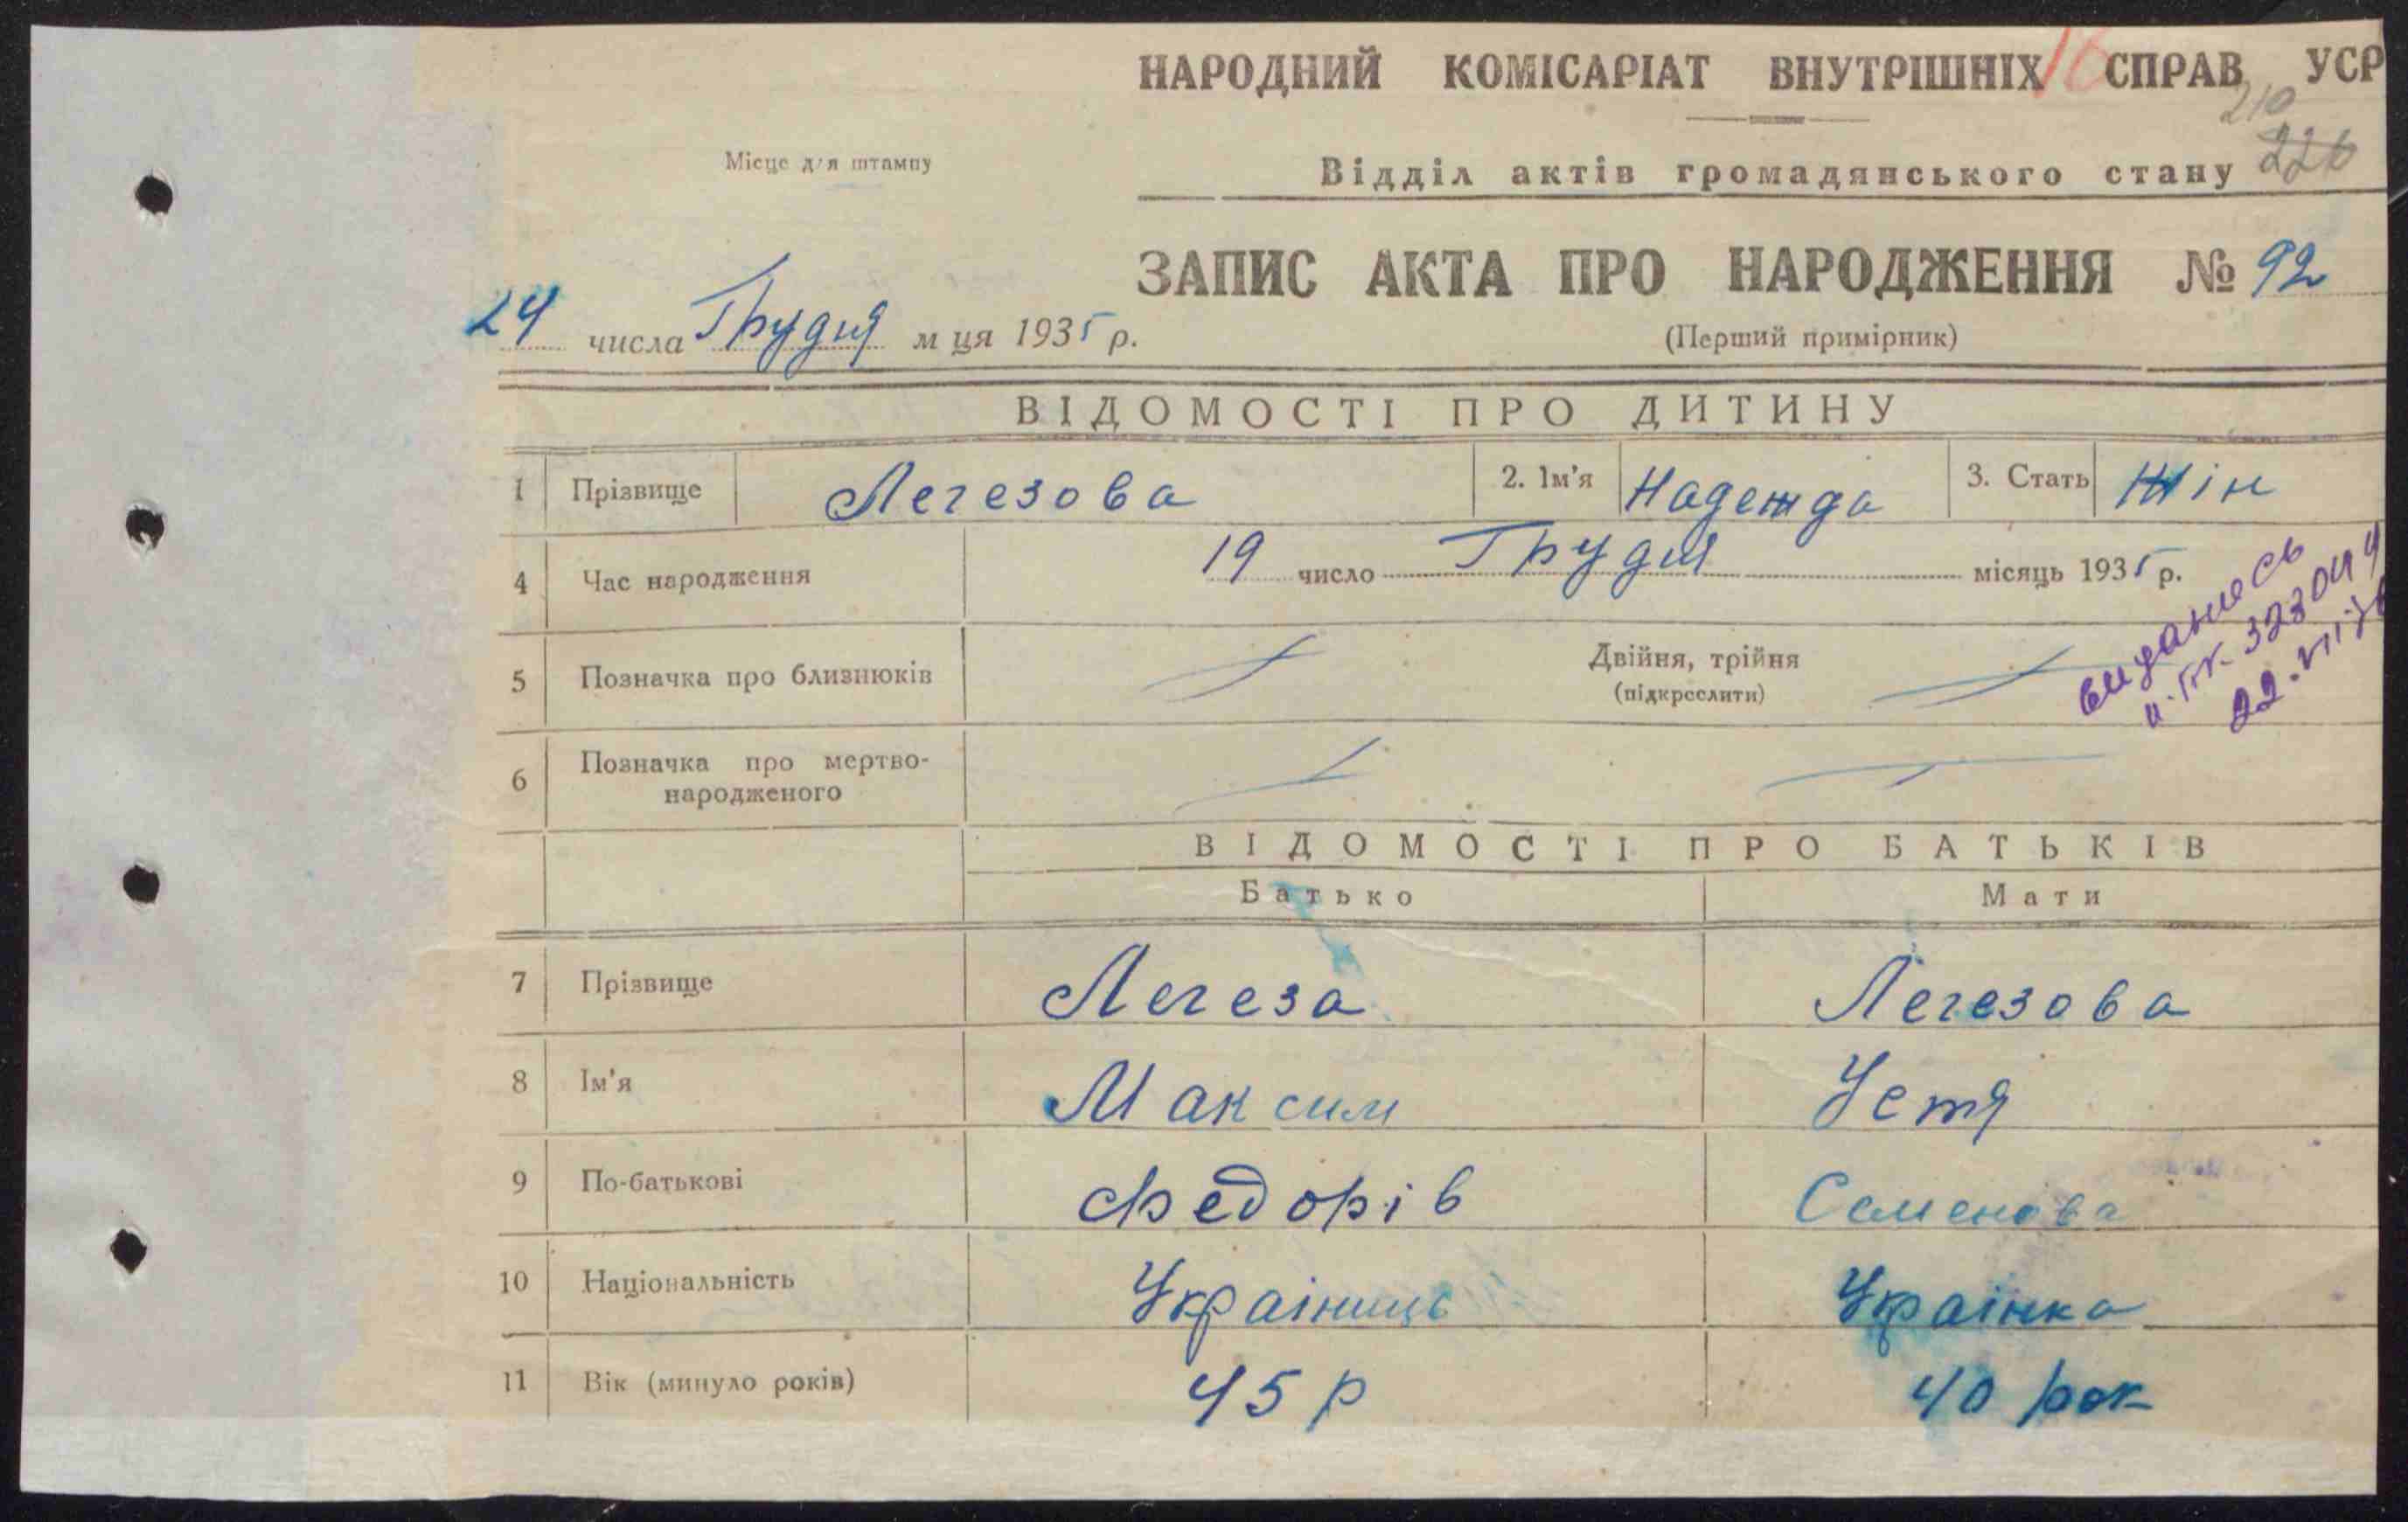 НАРОДНИЙ КОМІСАРІАТ ВНУТРІШНІХ СПРАВ УСР
16
210
226
Місце для штампу
Відділ актів громадянського стану
ЗАПИС АКТА ПРО НАРОДЖЕННЯ № 92
24 числа Грудня м ця 1935 р.
(Перший примірник)
ВІДОМОСТІ ПРО ДИТИНУ
1 Прізвище Легезова 2. Ім'я Надежда 3. Стать Жін
4 Час народження 19 число Грудня місяць 1935 р.
5 Позначка про близнюків Двійня, трійня
(підкреслити)
22. VII
6 Позначка про мертво-
народженого
ВІДОМОСТІ ПРО БАТЬКІВ
Батько Мати
7 Прізвище Легеза Легезова
8 Ім'я Максим Устя
9 По-батькові Федорів Семенова
10 Національність Українець Українка
11 Вік (минуло років) 45 р 40 рок